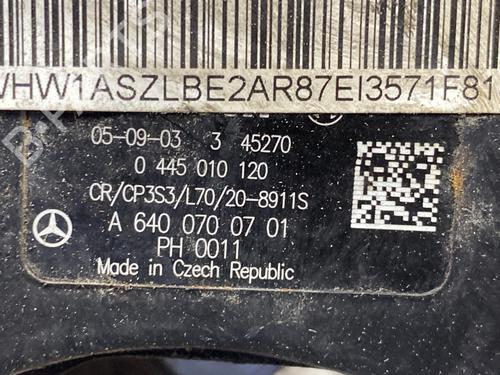 WHW1ASZLBE2AR87EI3571F81
05-09-03 3 45270
0 445 010 120
CR/CP3S3/L70/20-8911S
A 640 070 07 01
PH 0011
Made in Czech Republic